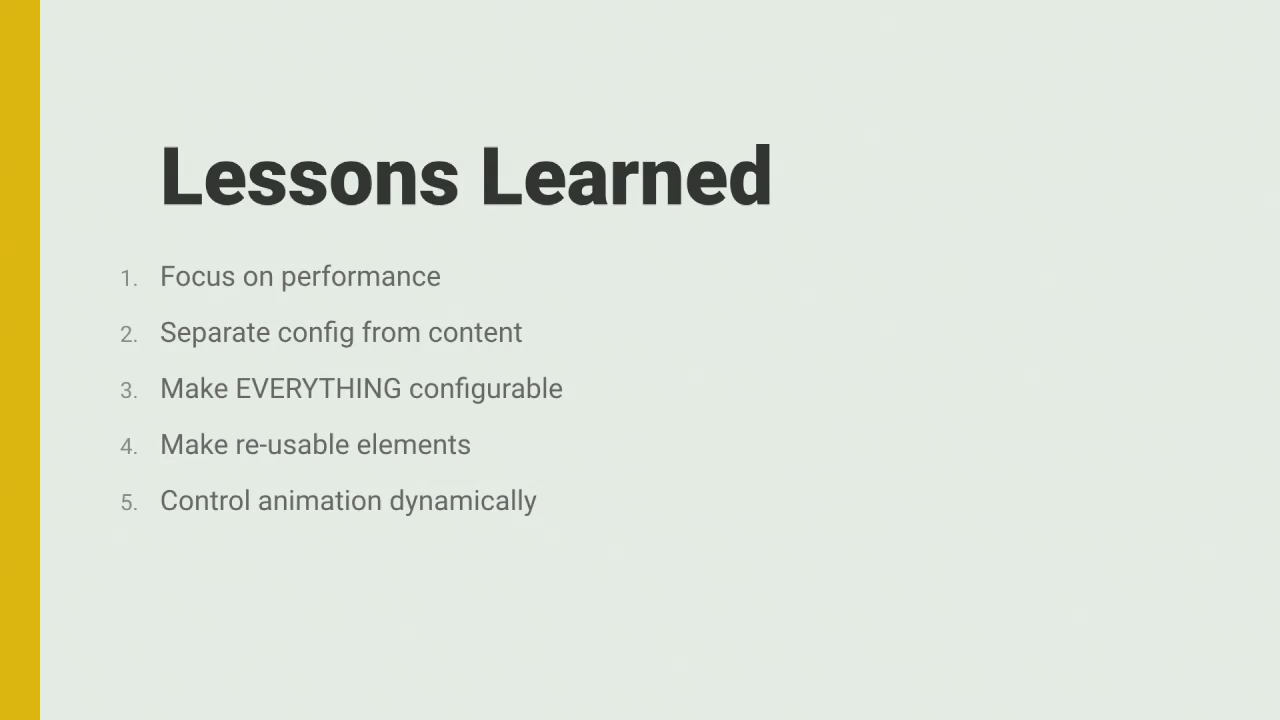 Lessons Learned
1. Focus on performance
2. Separate config from content
3. Make EVERYTHING configurable
4. Make re-usable elements
5. Control animation dynamically